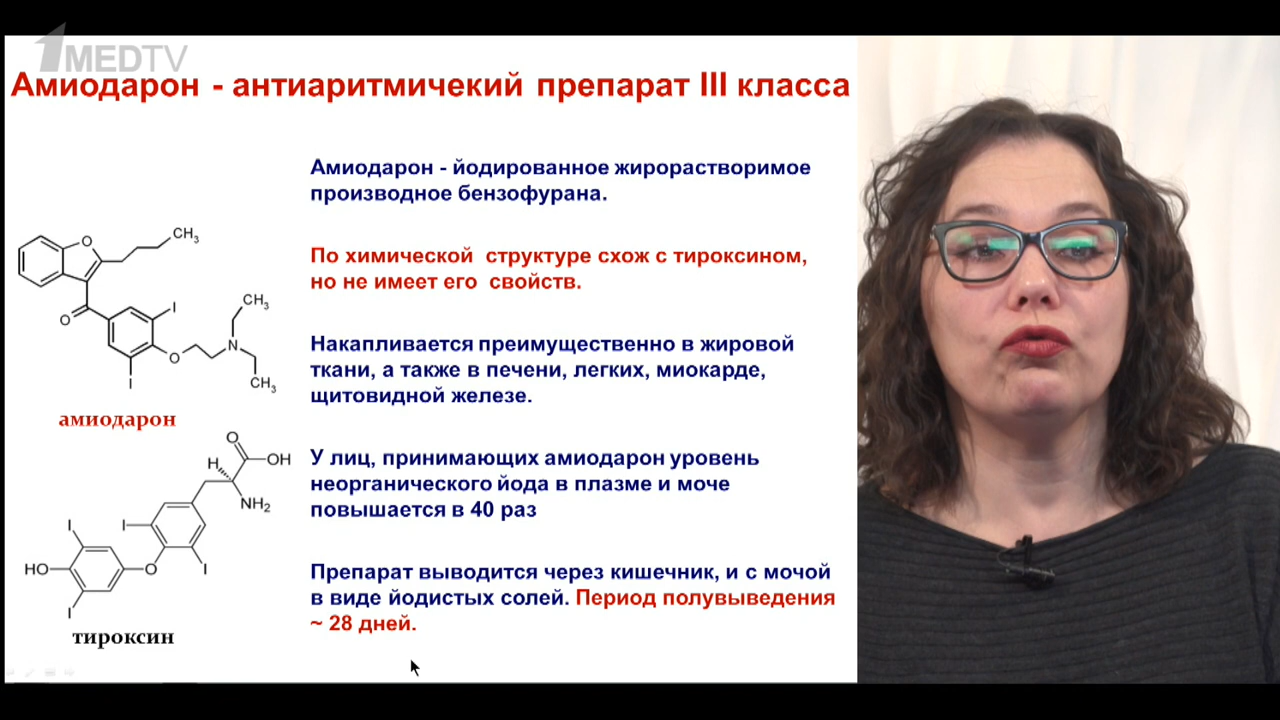 1MEDTV
Амиодарон - антиаритмичекий препарат III класса
Амиодарон - йодированное жирорастворимое
производное бензофурана.
По химической структуре схож с тироксином,
но не имеет его свойств.
Накапливается преимущественно в жировой
ткани, а также в печени, легких, миокарде,
щитовидной железе.
У лиц, принимающих амиодарон уровень
неорганического йода в плазме и моче
повышается в 40 раз
Препарат выводится через кишечник, и с мочой
в виде йодистых солей. Период полувыведения
~ 28 дней.
O
CH3
O
I
I
O
N
CH3
CH3
амиодарон
O
H
OH
NH2
I
I
I
HO
O
I
тироксин